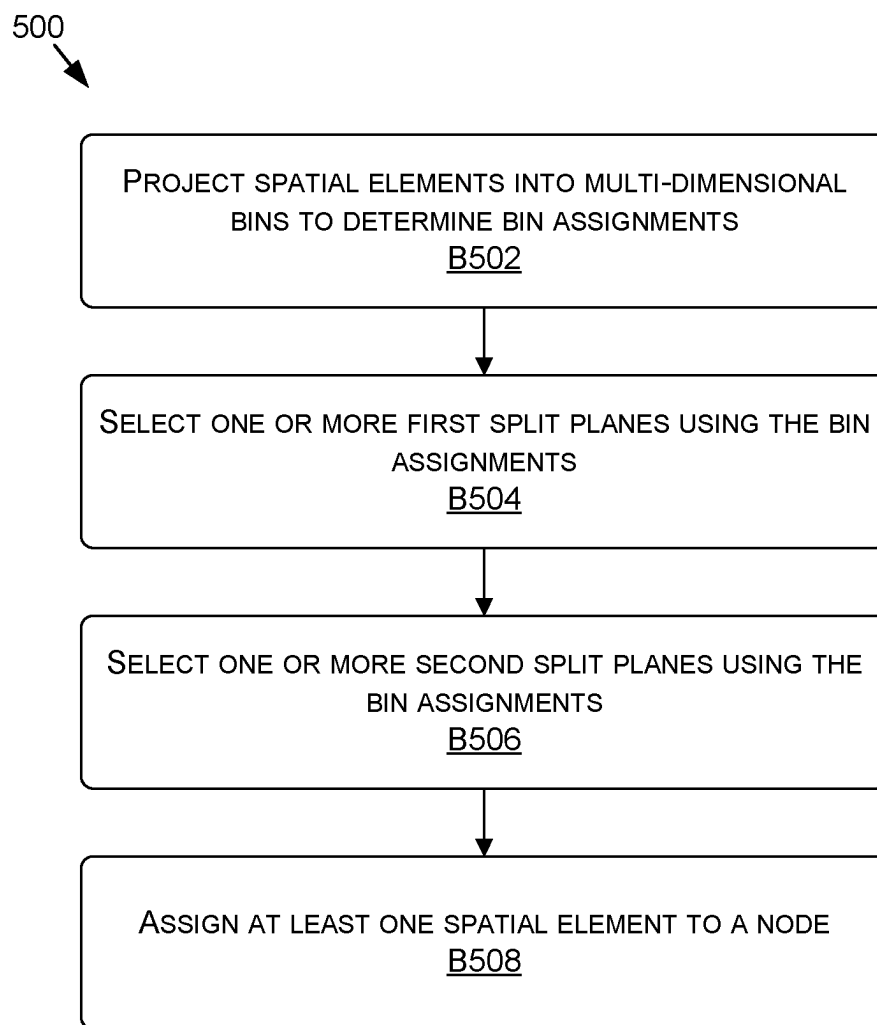 500
PROJECT SPATIAL ELEMENTS INTO MULTI-DIMENSIONAL
BINS TO DETERMINE BIN ASSIGNMENTS
B502
SELECT ONE OR MORE FIRST SPLIT PLANES USING THE BIN
ASSIGNMENTS
B504
SELECT ONE OR MORE SECOND SPLIT PLANES USING THE
BIN ASSIGNMENTS
B506
ASSIGN AT LEAST ONE SPATIAL ELEMENT TO A NODE
B508